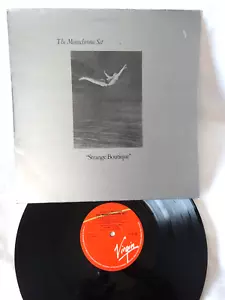 The Monochrome Set
"Strange Boutique"
Virgin